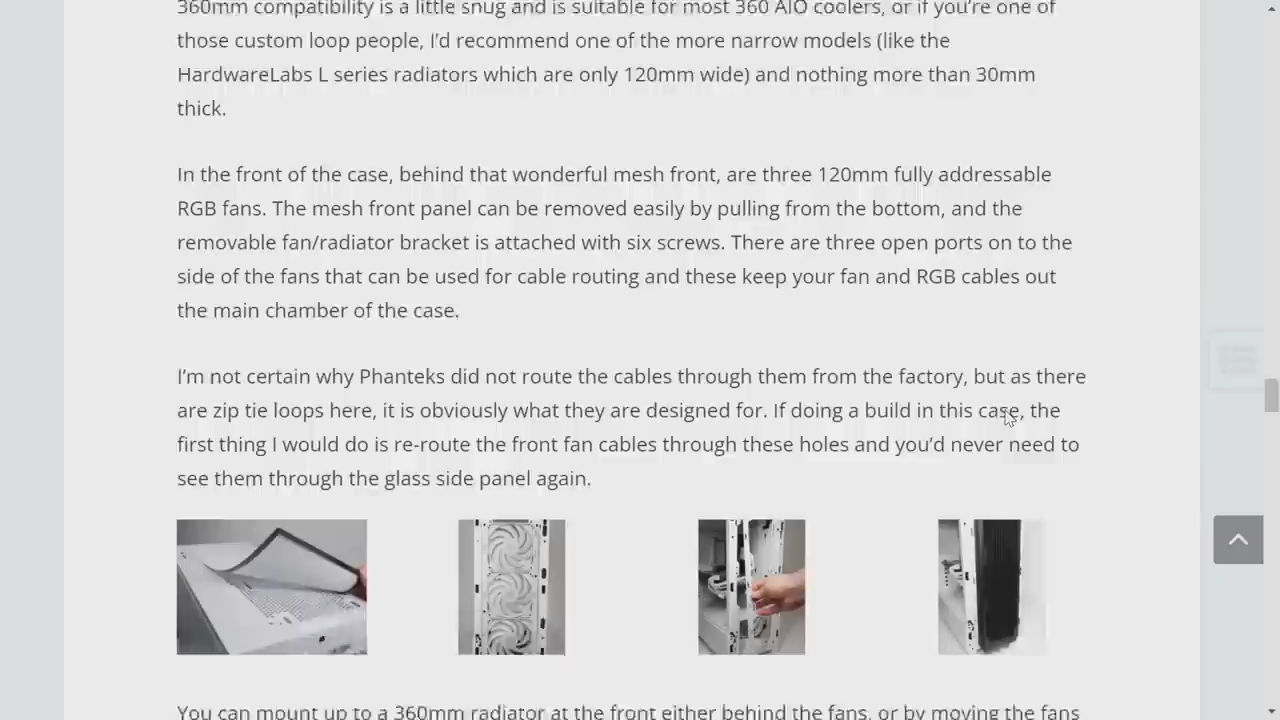 360mm compatibility is a little snug and is suitable for most 360 AIO coolers, or if you’re one of
those custom loop people, I’d recommend one of the more narrow models (like the
HardwareLabs L series radiators which are only 120mm wide) and nothing more than 30mm
thick.
In the front of the case, behind that wonderful mesh front, are three 120mm fully addressable
RGB fans. The mesh front panel can be removed easily by pulling from the bottom, and the
removable fan/radiator bracket is attached with six screws. There are three open ports on to the
side of the fans that can be used for cable routing and these keep your fan and RGB cables out
the main chamber of the case.
I’m not certain why Phanteks did not route the cables through them from the factory, but as there
are zip tie loops here, it is obviously what they are designed for. If doing a build in this case, the
first thing I would do is re-route the front fan cables through these holes and you’d never need to
see them through the glass side panel again.
You can mount up to a 360mm radiator at the front either behind the fans, or by moving the fans